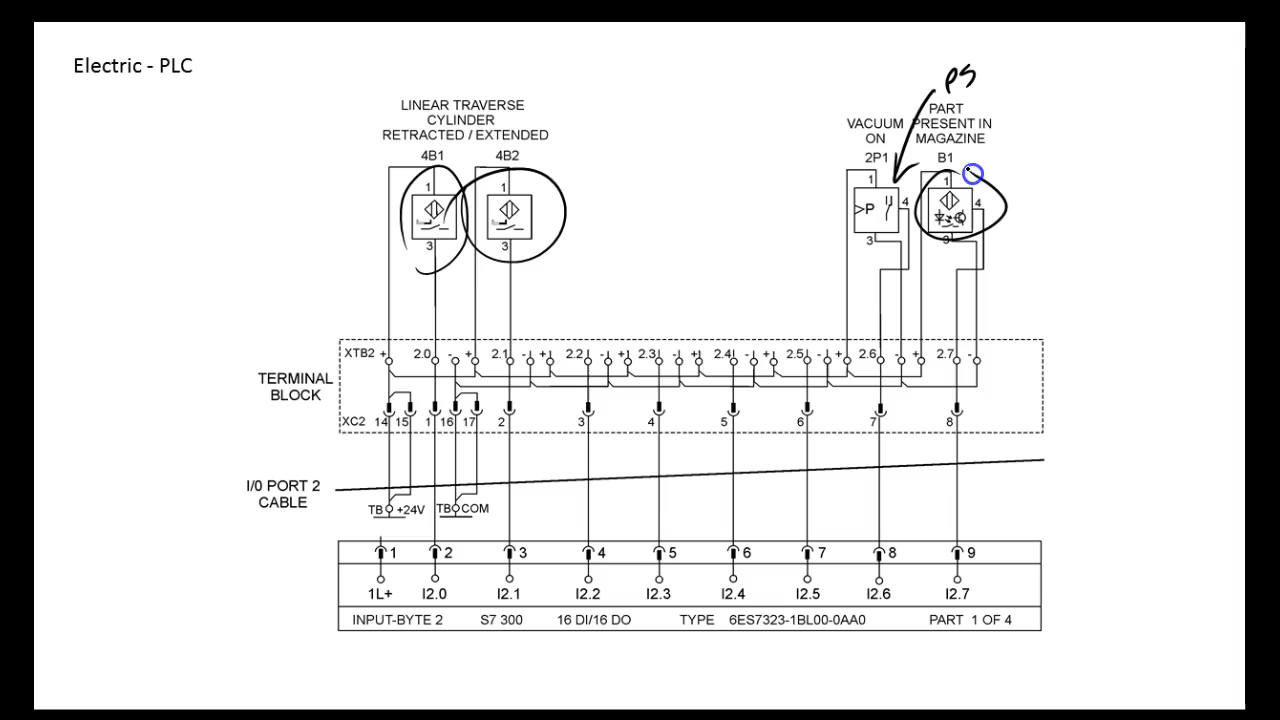 Electric - PLC
PS
LINEAR TRAVERSE
CYLINDER
RETRACTED / EXTENDED
4B1 4B2
1 1
3 3
VACUUM
ON
2P1
1
>P
4
3
PART
PRESENT IN
MAGAZINE
B1
1
4
3
XTB2 + 2.0 - + 2.1 - + 2.2 - + 2.3 - + 2.4 - + 2.5 - + 2.6 - + 2.7 -
TERMINAL
BLOCK
XC2 14 15 1 16 17 2 3 4 5 6 7 8
I/0 PORT 2
CABLE
TB +24V TB COM
1 2 3 4 5 6 7 8 9
1L+ I2.0 I2.1 I2.2 I2.3 I2.4 I2.5 I2.6 I2.7
INPUT-BYTE 2 S7 300 16 DI/16 DO TYPE 6ES7323-1BL00-0AA0 PART 1 OF 4